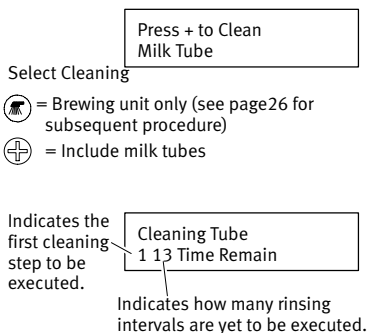 Press + to Clean
Milk Tube
Select Cleaning
= Brewing unit only (see page26 for
subsequent procedure)
= Include milk tubes
Indicates the
first cleaning
step to be
executed.
Cleaning Tube
1 13 Time Remain
Indicates how many rinsing
intervals are yet to be executed.